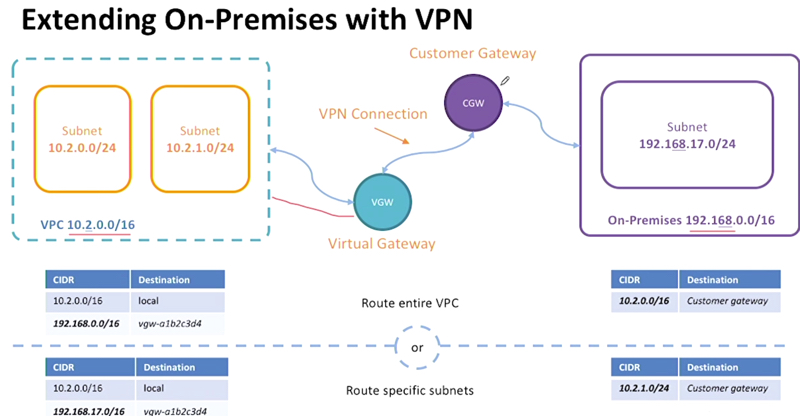 Extending On-Premises with VPN
Customer Gateway
CGW
VPN Connection
Subnet
10.2.0.0/24
Subnet
10.2.1.0/24
Subnet
192.168.17.0/24
VGW
VPC 10.2.0.0/16
Virtual Gateway
On-Premises 192.168.0.0/16
CIDR Destination
10.2.0.0/16 local
192.168.0.0/16 vgw-a1b2c3d4
Route entire VPC
CIDR Destination
10.2.0.0/16 Customer gateway
or
CIDR Destination
10.2.0.0/16 local
192.168.17.0/16 vgw-a1b2c3d4
Route specific subnets
CIDR Destination
10.2.1.0/24 Customer gateway